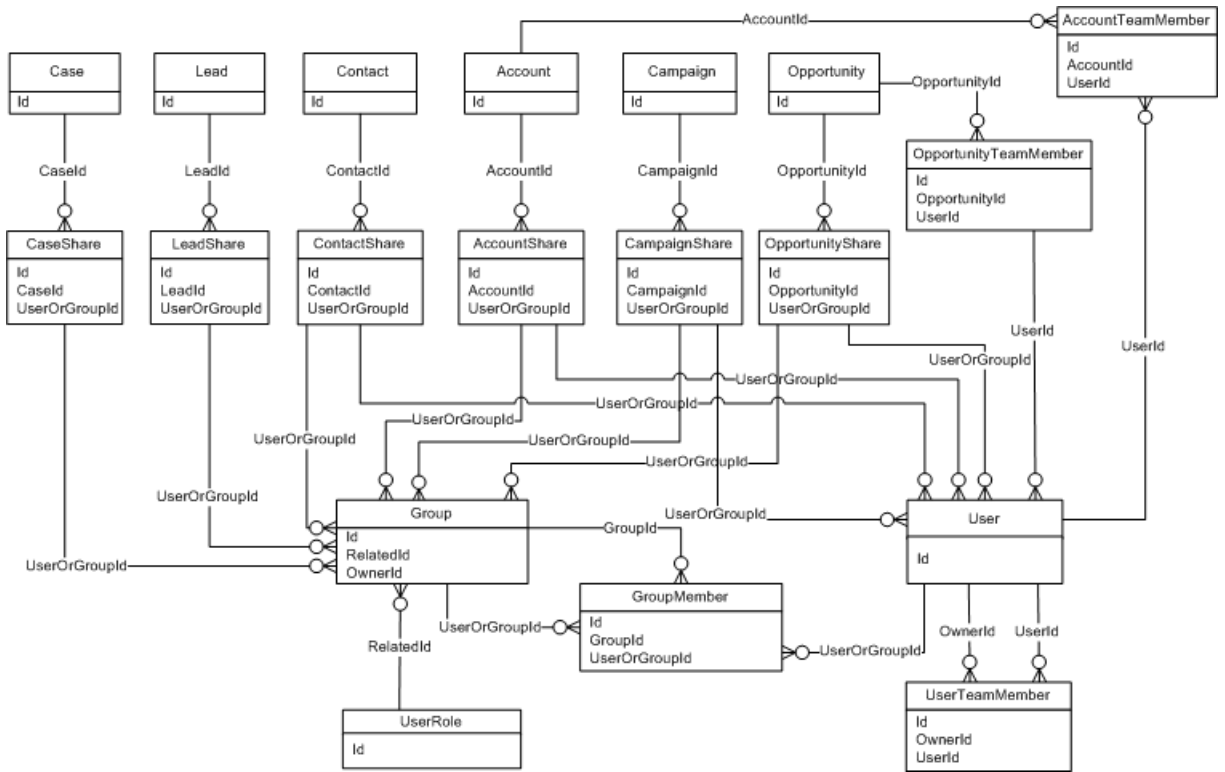 AccountId
AccountTeamMember
Id
AccountId
UserId
Case
Id
Lead
Id
Contact
Id
Account
Id
Campaign
Id
Opportunity
Id
OpportunityId
OpportunityTeamMember
Id
OpportunityId
UserId
CaseId
LeadId
ContactId
AccountId
CampaignId
OpportunityId
CaseShare
Id
CaseId
UserOrGroupId
LeadShare
Id
LeadId
UserOrGroupId
ContactShare
Id
ContactId
UserOrGroupId
AccountShare
Id
AccountId
UserOrGroupId
CampaignShare
Id
CampaignId
UserOrGroupId
OpportunityShare
Id
OpportunityId
UserOrGroupId
UserId
UserId
UserOrGroupId
UserOrGroupId
UserOrGroupId
UserOrGroupId
UserOrGroupId
UserOrGroupId
UserOrGroupId
UserOrGroupId
UserOrGroupId
UserOrGroupId
Group
Id
RelatedId
OwnerId
GroupId
User
Id
GroupMember
Id
GroupId
UserOrGroupId
UserOrGroupId
UserOrGroupId
RelatedId
OwnerId
UserId
UserRole
Id
UserTeamMember
Id
OwnerId
UserId